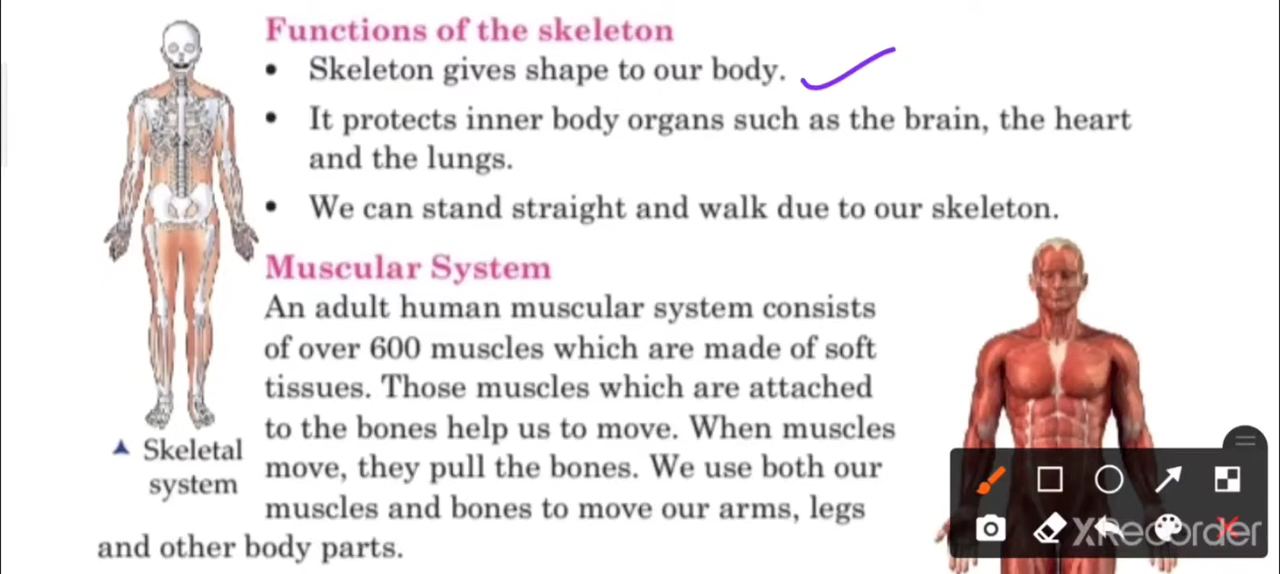 Functions of the skeleton
• Skeleton gives shape to our body.
• It protects inner body organs such as the brain, the heart
and the lungs.
• We can stand straight and walk due to our skeleton.
Muscular System
An adult human muscular system consists
of over 600 muscles which are made of soft
tissues. Those muscles which are attached
to the bones help us to move. When muscles
move, they pull the bones. We use both our
muscles and bones to move our arms, legs
and other body parts.
▲ Skeletal
system
XRecorder